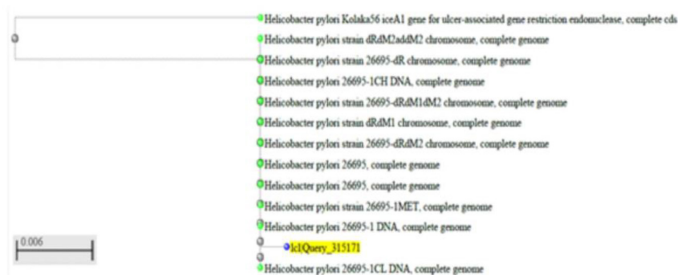 Helicobacter pylori Kolaka56 iceA1 gene for ulcer-associated gene restriction endonuclease, complete cds
Helicobacter pylori strain dRdM2addM2 chromosome, complete genome
Helicobacter pylori strain 26695-dR chromosome, complete genome
Helicobacter pylori 26695-1CH DNA, complete genome
Helicobacter pylori strain 26695-dRdM1dM2 chromosome, complete genome
Helicobacter pylori strain dRdM1 chromosome, complete genome
Helicobacter pylori strain 26695-dRdM2 chromosome, complete genome
Helicobacter pylori 26695, complete genome
Helicobacter pylori 26695, complete genome
Helicobacter pylori strain 26695-1MET, complete genome
Helicobacter pylori 26695-1 DNA, complete genome
lcl|Query_315171
0.006
Helicobacter pylori 26695-1CL DNA, complete genome